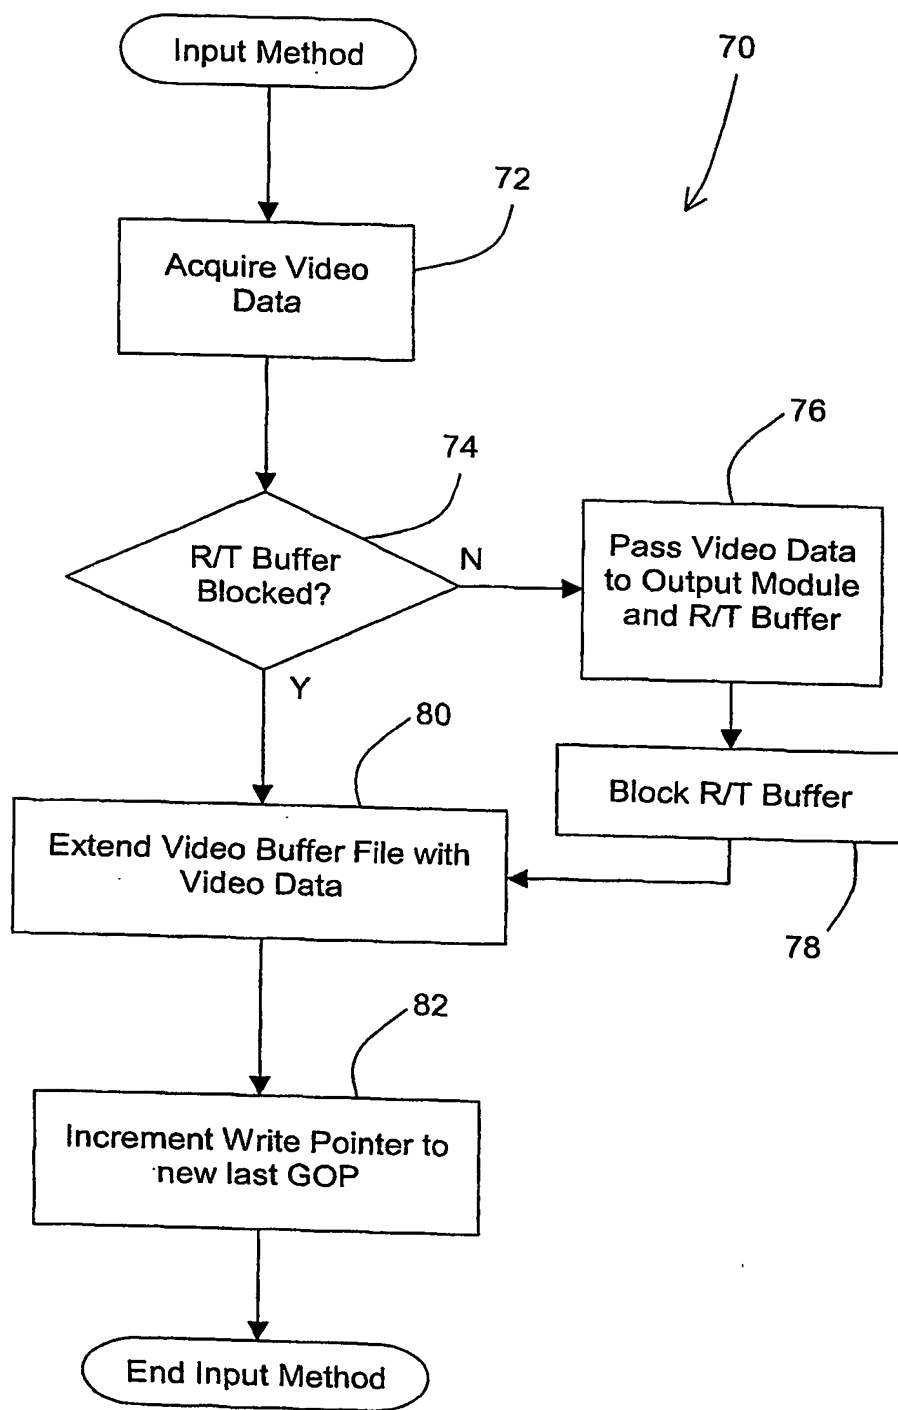 Input Method
70
72
Acquire Video
Data
74
76
R/T Buffer
Blocked?
N
Pass Video Data
to Output Module
and R/T Buffer
Y
80
Block R/T Buffer
78
Extend Video Buffer File with
Video Data
82
Increment Write Pointer to
new last GOP
End Input Method